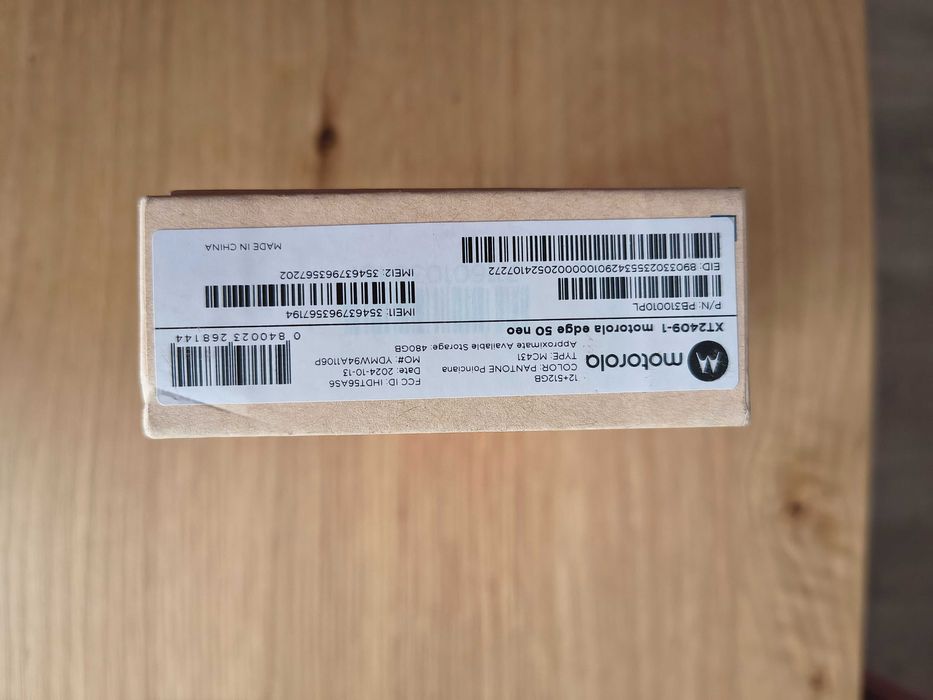 motorola
12+512GB
COLOR: PANTONE Poinciana
TYPE: MC431
Approximate Available Storage: 480GB
FCC ID: IHDT56AS6
Date: 2024-10-13
MO#: YDMW94A1106P
0 840023 268144
XT2409-1 motorola edge 50 neo
P/N: PB310010PL
EID: 890330235534290100000020524107272
IMEI1: 354637963567194
IMEI2: 354637963567202
MADE IN CHINA